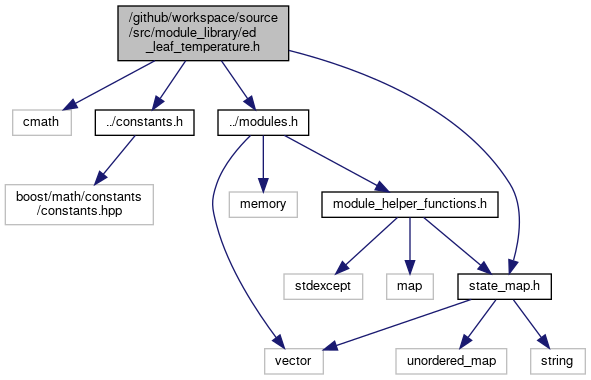 /github/workspace/source
/src/module_library/ed
_leaf_temperature.h
cmath
../constants.h
../modules.h
boost/math/constants
/constants.hpp
memory
module_helper_functions.h
stdexcept
map
state_map.h
vector
unordered_map
string